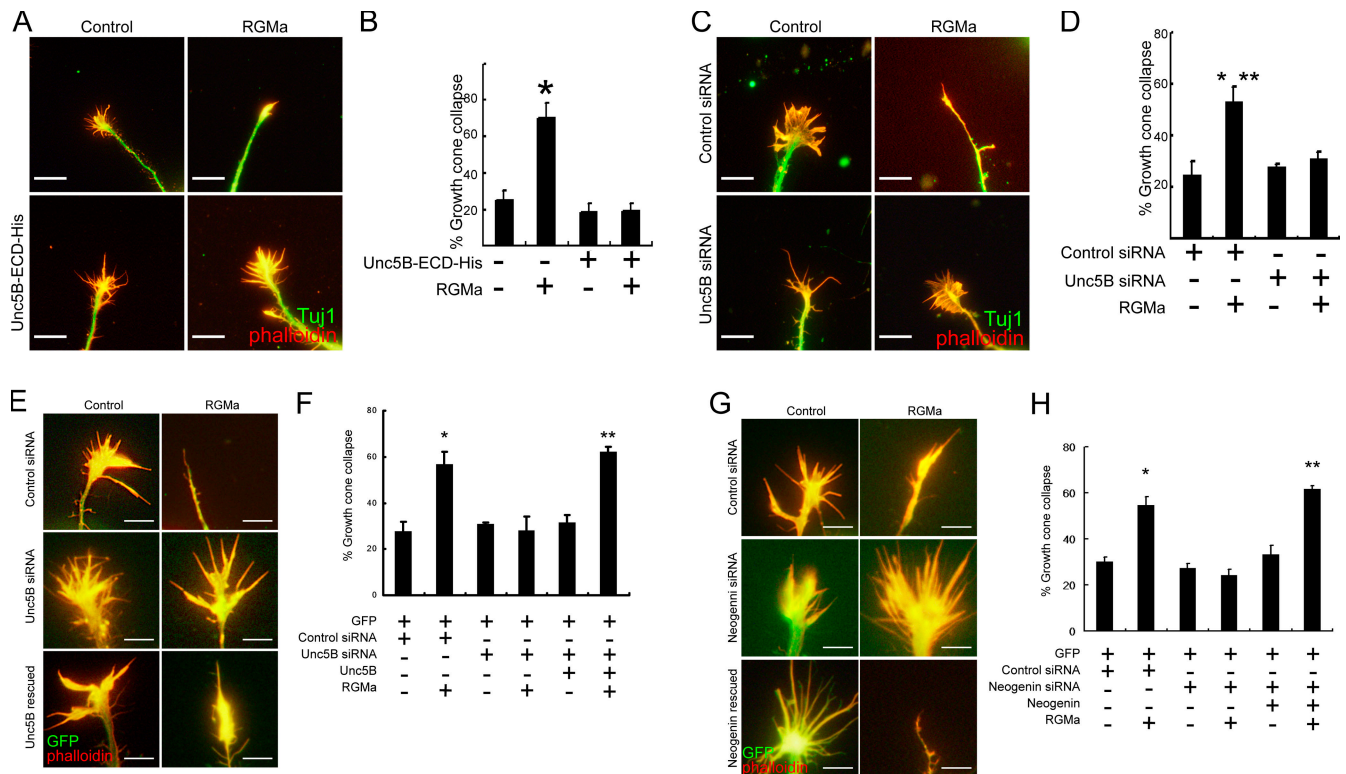 A
Control
RGMa
Unc5B-ECD-His
Tuj1
phalloidin
B
% Growth cone collapse
80
60
40
20
*
Unc5B-ECD-His - - + +
RGMa - + - +
C
Control
RGMa
Control siRNA
Unc5B siRNA
Tuj1
phalloidin
D
% Growth cone collapse
80
60
40
20
* **
Control siRNA + + - -
Unc5B siRNA - - + +
RGMa - + - +
E
Control
RGMa
Control siRNA
Unc5B siRNA
Unc5B rescued
GFP
phalloidin
F
% Growth cone collapse
80
60
40
20
0
*
**
GFP + + + + + +
Control siRNA + + - - - -
Unc5B siRNA - - + + + +
Unc5B - - - - + +
RGMa - + - + - +
G
Control
RGMa
Control siRNA
Neogenni siRNA
Neogenin rescued
GFP
phalloidin
H
% Growth cone collapse
80
60
40
20
0
*
**
GFP + + + + + +
Control siRNA + + - - - -
Neogenin siRNA - - + + + +
Neogenin - - - - + +
RGMa - + - + - +